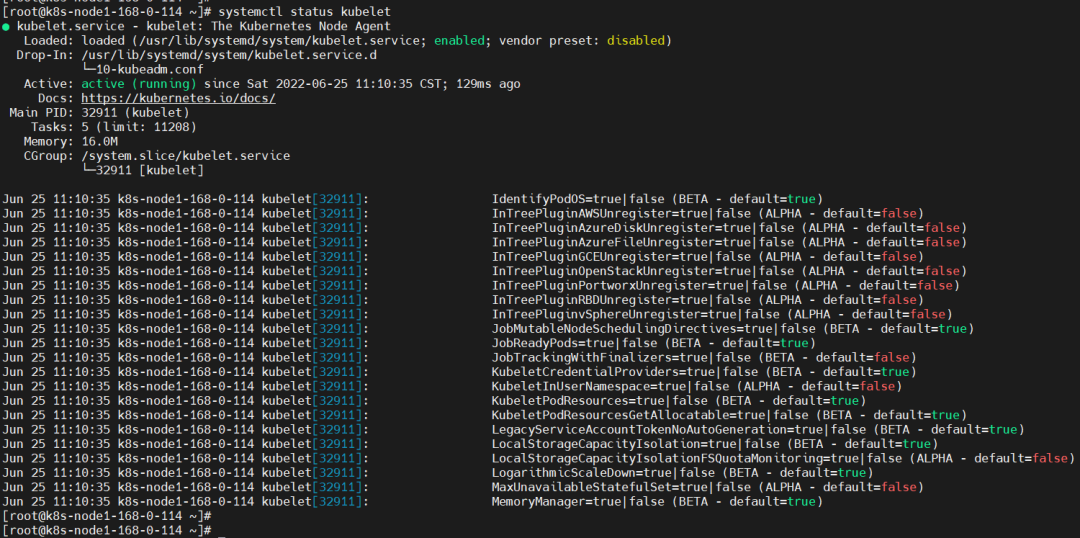 [root@k8s-node1-168-0-114 ~]# systemctl status kubelet
● kubelet.service - kubelet: The Kubernetes Node Agent
   Loaded: loaded (/usr/lib/systemd/system/kubelet.service; enabled; vendor preset: disabled)
  Drop-In: /usr/lib/systemd/system/kubelet.service.d
           └─10-kubeadm.conf
   Active: active (running) since Sat 2022-06-25 11:10:35 CST; 129ms ago
     Docs: https://kubernetes.io/docs/
 Main PID: 32911 (kubelet)
    Tasks: 5 (limit: 11208)
   Memory: 16.0M
   CGroup: /system.slice/kubelet.service
           └─32911 [kubelet]
Jun 25 11:10:35 k8s-node1-168-0-114 kubelet[32911]:                 IdentifyPodOS=true|false (BETA - default=true)
Jun 25 11:10:35 k8s-node1-168-0-114 kubelet[32911]:                 InTreePluginAWSUnregister=true|false (ALPHA - default=false)
Jun 25 11:10:35 k8s-node1-168-0-114 kubelet[32911]:                 InTreePluginAzureDiskUnregister=true|false (ALPHA - default=false)
Jun 25 11:10:35 k8s-node1-168-0-114 kubelet[32911]:                 InTreePluginAzureFileUnregister=true|false (ALPHA - default=false)
Jun 25 11:10:35 k8s-node1-168-0-114 kubelet[32911]:                 InTreePluginGCEUnregister=true|false (ALPHA - default=false)
Jun 25 11:10:35 k8s-node1-168-0-114 kubelet[32911]:                 InTreePluginOpenStackUnregister=true|false (ALPHA - default=false)
Jun 25 11:10:35 k8s-node1-168-0-114 kubelet[32911]:                 InTreePluginPortworxUnregister=true|false (ALPHA - default=false)
Jun 25 11:10:35 k8s-node1-168-0-114 kubelet[32911]:                 InTreePluginRBDUnregister=true|false (ALPHA - default=false)
Jun 25 11:10:35 k8s-node1-168-0-114 kubelet[32911]:                 InTreePluginvSphereUnregister=true|false (ALPHA - default=false)
Jun 25 11:10:35 k8s-node1-168-0-114 kubelet[32911]:                 JobMutableNodeSchedulingDirectives=true|false (BETA - default=true)
Jun 25 11:10:35 k8s-node1-168-0-114 kubelet[32911]:                 JobReadyPods=true|false (BETA - default=true)
Jun 25 11:10:35 k8s-node1-168-0-114 kubelet[32911]:                 JobTrackingWithFinalizers=true|false (BETA - default=false)
Jun 25 11:10:35 k8s-node1-168-0-114 kubelet[32911]:                 KubeletCredentialProviders=true|false (BETA - default=true)
Jun 25 11:10:35 k8s-node1-168-0-114 kubelet[32911]:                 KubeletInUserNamespace=true|false (ALPHA - default=false)
Jun 25 11:10:35 k8s-node1-168-0-114 kubelet[32911]:                 KubeletPodResources=true|false (BETA - default=true)
Jun 25 11:10:35 k8s-node1-168-0-114 kubelet[32911]:                 KubeletPodResourcesGetAllocatable=true|false (BETA - default=true)
Jun 25 11:10:35 k8s-node1-168-0-114 kubelet[32911]:                 LegacyServiceAccountTokenNoAutoGeneration=true|false (BETA - default=true)
Jun 25 11:10:35 k8s-node1-168-0-114 kubelet[32911]:                 LocalStorageCapacityIsolation=true|false (BETA - default=true)
Jun 25 11:10:35 k8s-node1-168-0-114 kubelet[32911]:                 LocalStorageCapacityIsolationFSQuotaMonitoring=true|false (ALPHA - default=false)
Jun 25 11:10:35 k8s-node1-168-0-114 kubelet[32911]:                 LogarithmicScaleDown=true|false (BETA - default=true)
Jun 25 11:10:35 k8s-node1-168-0-114 kubelet[32911]:                 MaxUnavailableStatefulSet=true|false (ALPHA - default=false)
Jun 25 11:10:35 k8s-node1-168-0-114 kubelet[32911]:                 MemoryManager=true|false (BETA - default=true)
[root@k8s-node1-168-0-114 ~]#
[root@k8s-node1-168-0-114 ~]# _